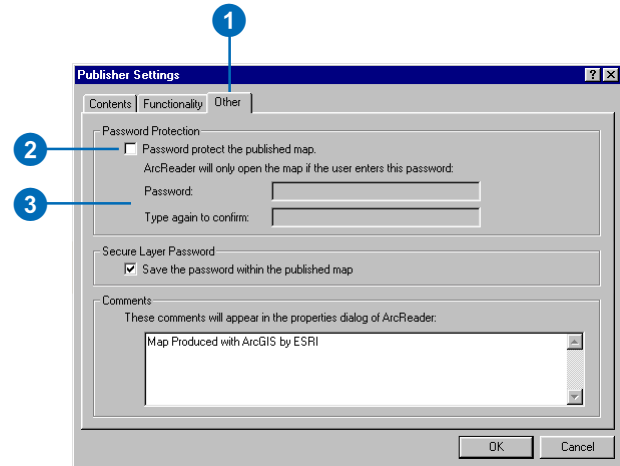 1
Publisher Settings
Contents Functionality Other
Password Protection
2
Password protect the published map.
ArcReader will only open the map if the user enters this password:
3
Password:
Type again to confirm:
Secure Layer Password
Save the password within the published map
Comments
These comments will appear in the properties dialog of ArcReader:
Map Produced with ArcGIS by ESRI
OK Cancel